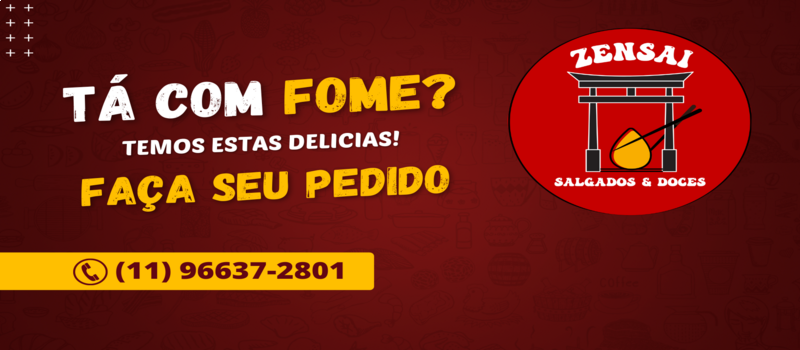 TÁ COM FOME?
TEMOS ESTAS DELICIAS!
FAÇA SEU PEDIDO
(11) 96637-2801
ZENSAI
SALGADOS & DOCES